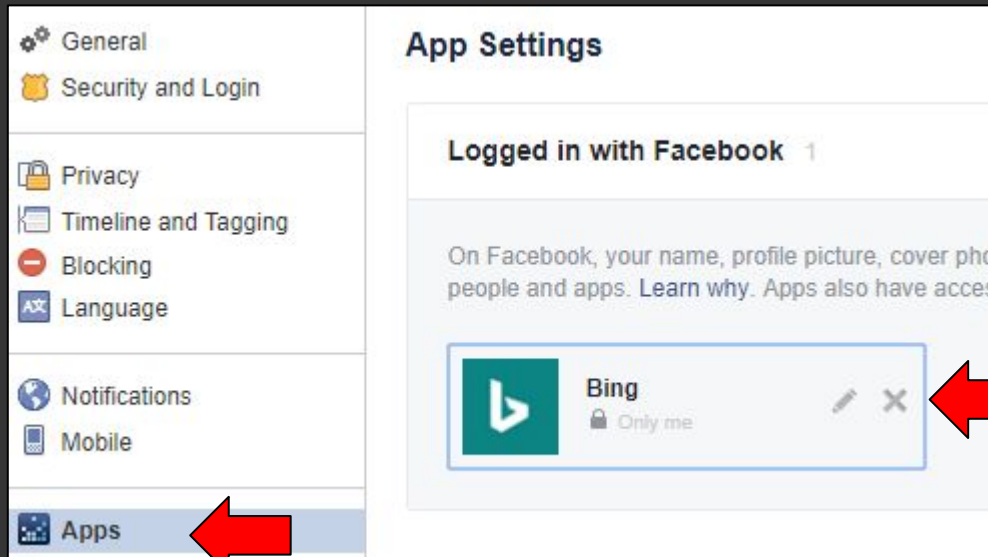 General
Security and Login
Privacy
Timeline and Tagging
Blocking
Language
Notifications
Mobile
Apps
App Settings
Logged in with Facebook 1
On Facebook, your name, profile picture, cover
people and apps. Learn why. Apps also have
Bing
Only me